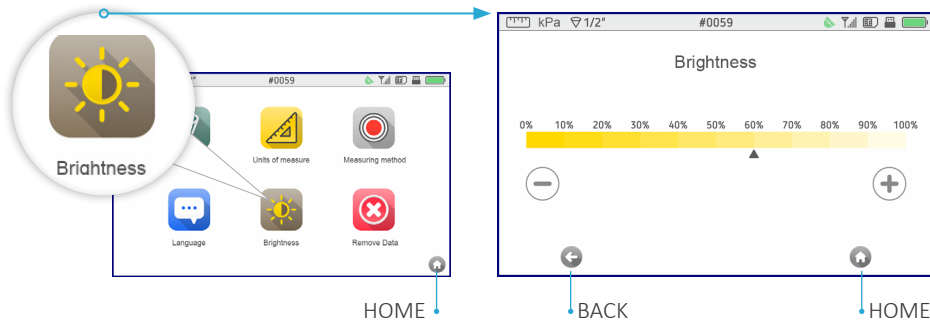 kPa 1/2" #0059
Brightness
0% 10% 20% 30% 40% 50% 60% 70% 80% 90% 100%
BACK HOME
Brightness
#0059
Units of measure Measuring method
Language Brightness Remove Data
HOME